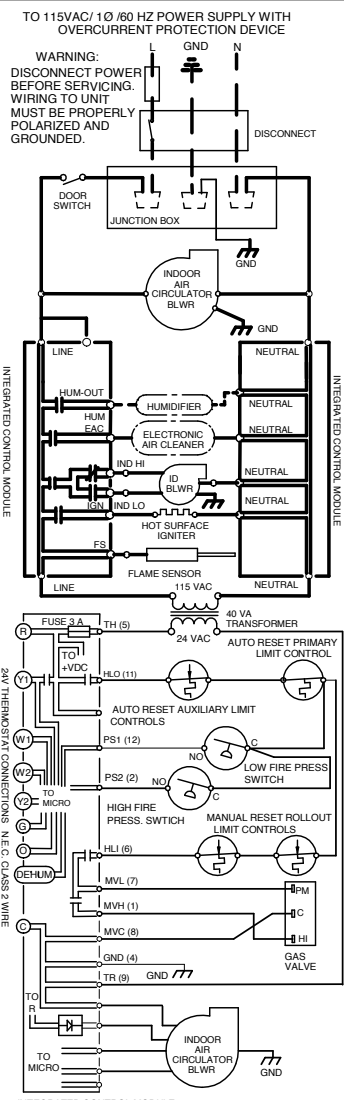 TO 115VAC/ 1Ø /60 HZ POWER SUPPLY WITH
OVERCURRENT PROTECTION DEVICE
L
GND
N
WARNING:
DISCONNECT POWER
BEFORE SERVICING.
WIRING TO UNIT
MUST BE PROPERLY
POLARIZED AND
GROUNDED.
DISCONNECT
DOOR
SWITCH
JUNCTION BOX
GND
INDOOR
AIR
CIRCULATOR
BLWR
GND
LINE
NEUTRAL
INTEGRATED CONTROL MODULE
INTEGRATED CONTROL MODULE
HUM-OUT
HUM
HUMIDIFIER
NEUTRAL
EAC
ELECTRONIC
AIR CLEANER
NEUTRAL
IND HI
ID
BLWR
NEUTRAL
IGN
IND LO
HOT SURFACE
IGNITER
NEUTRAL
FS
FLAME SENSOR
LINE
115 VAC
NEUTRAL
40 VA
TRANSFORMER
24 VAC
R
FUSE 3 A
TH (5)
TO
+VDC
AUTO RESET PRIMARY
LIMIT CONTROL
Y1
HLO (11)
AUTO RESET AUXILIARY LIMIT
CONTROLS
24V THERMOSTAT CONNECTIONS N.E.C. CLASS 2 WIRE
W1
PS1 (12)
C
NO
LOW FIRE PRESS
SWITCH
W2
PS2 (2)
NO
C
Y2
TO
MICRO
HIGH FIRE
PRESS. SWTICH
G
MANUAL RESET ROLLOUT
LIMIT CONTROLS
O
HLI (6)
DEHUM
MVL (7)
PM
MVH (1)
C
C
MVC (8)
HI
GAS
VALVE
GND (4)
GND
TR (9)
TO
R
INDOOR
AIR
CIRCULATOR
BLWR
TO
MICRO
GND